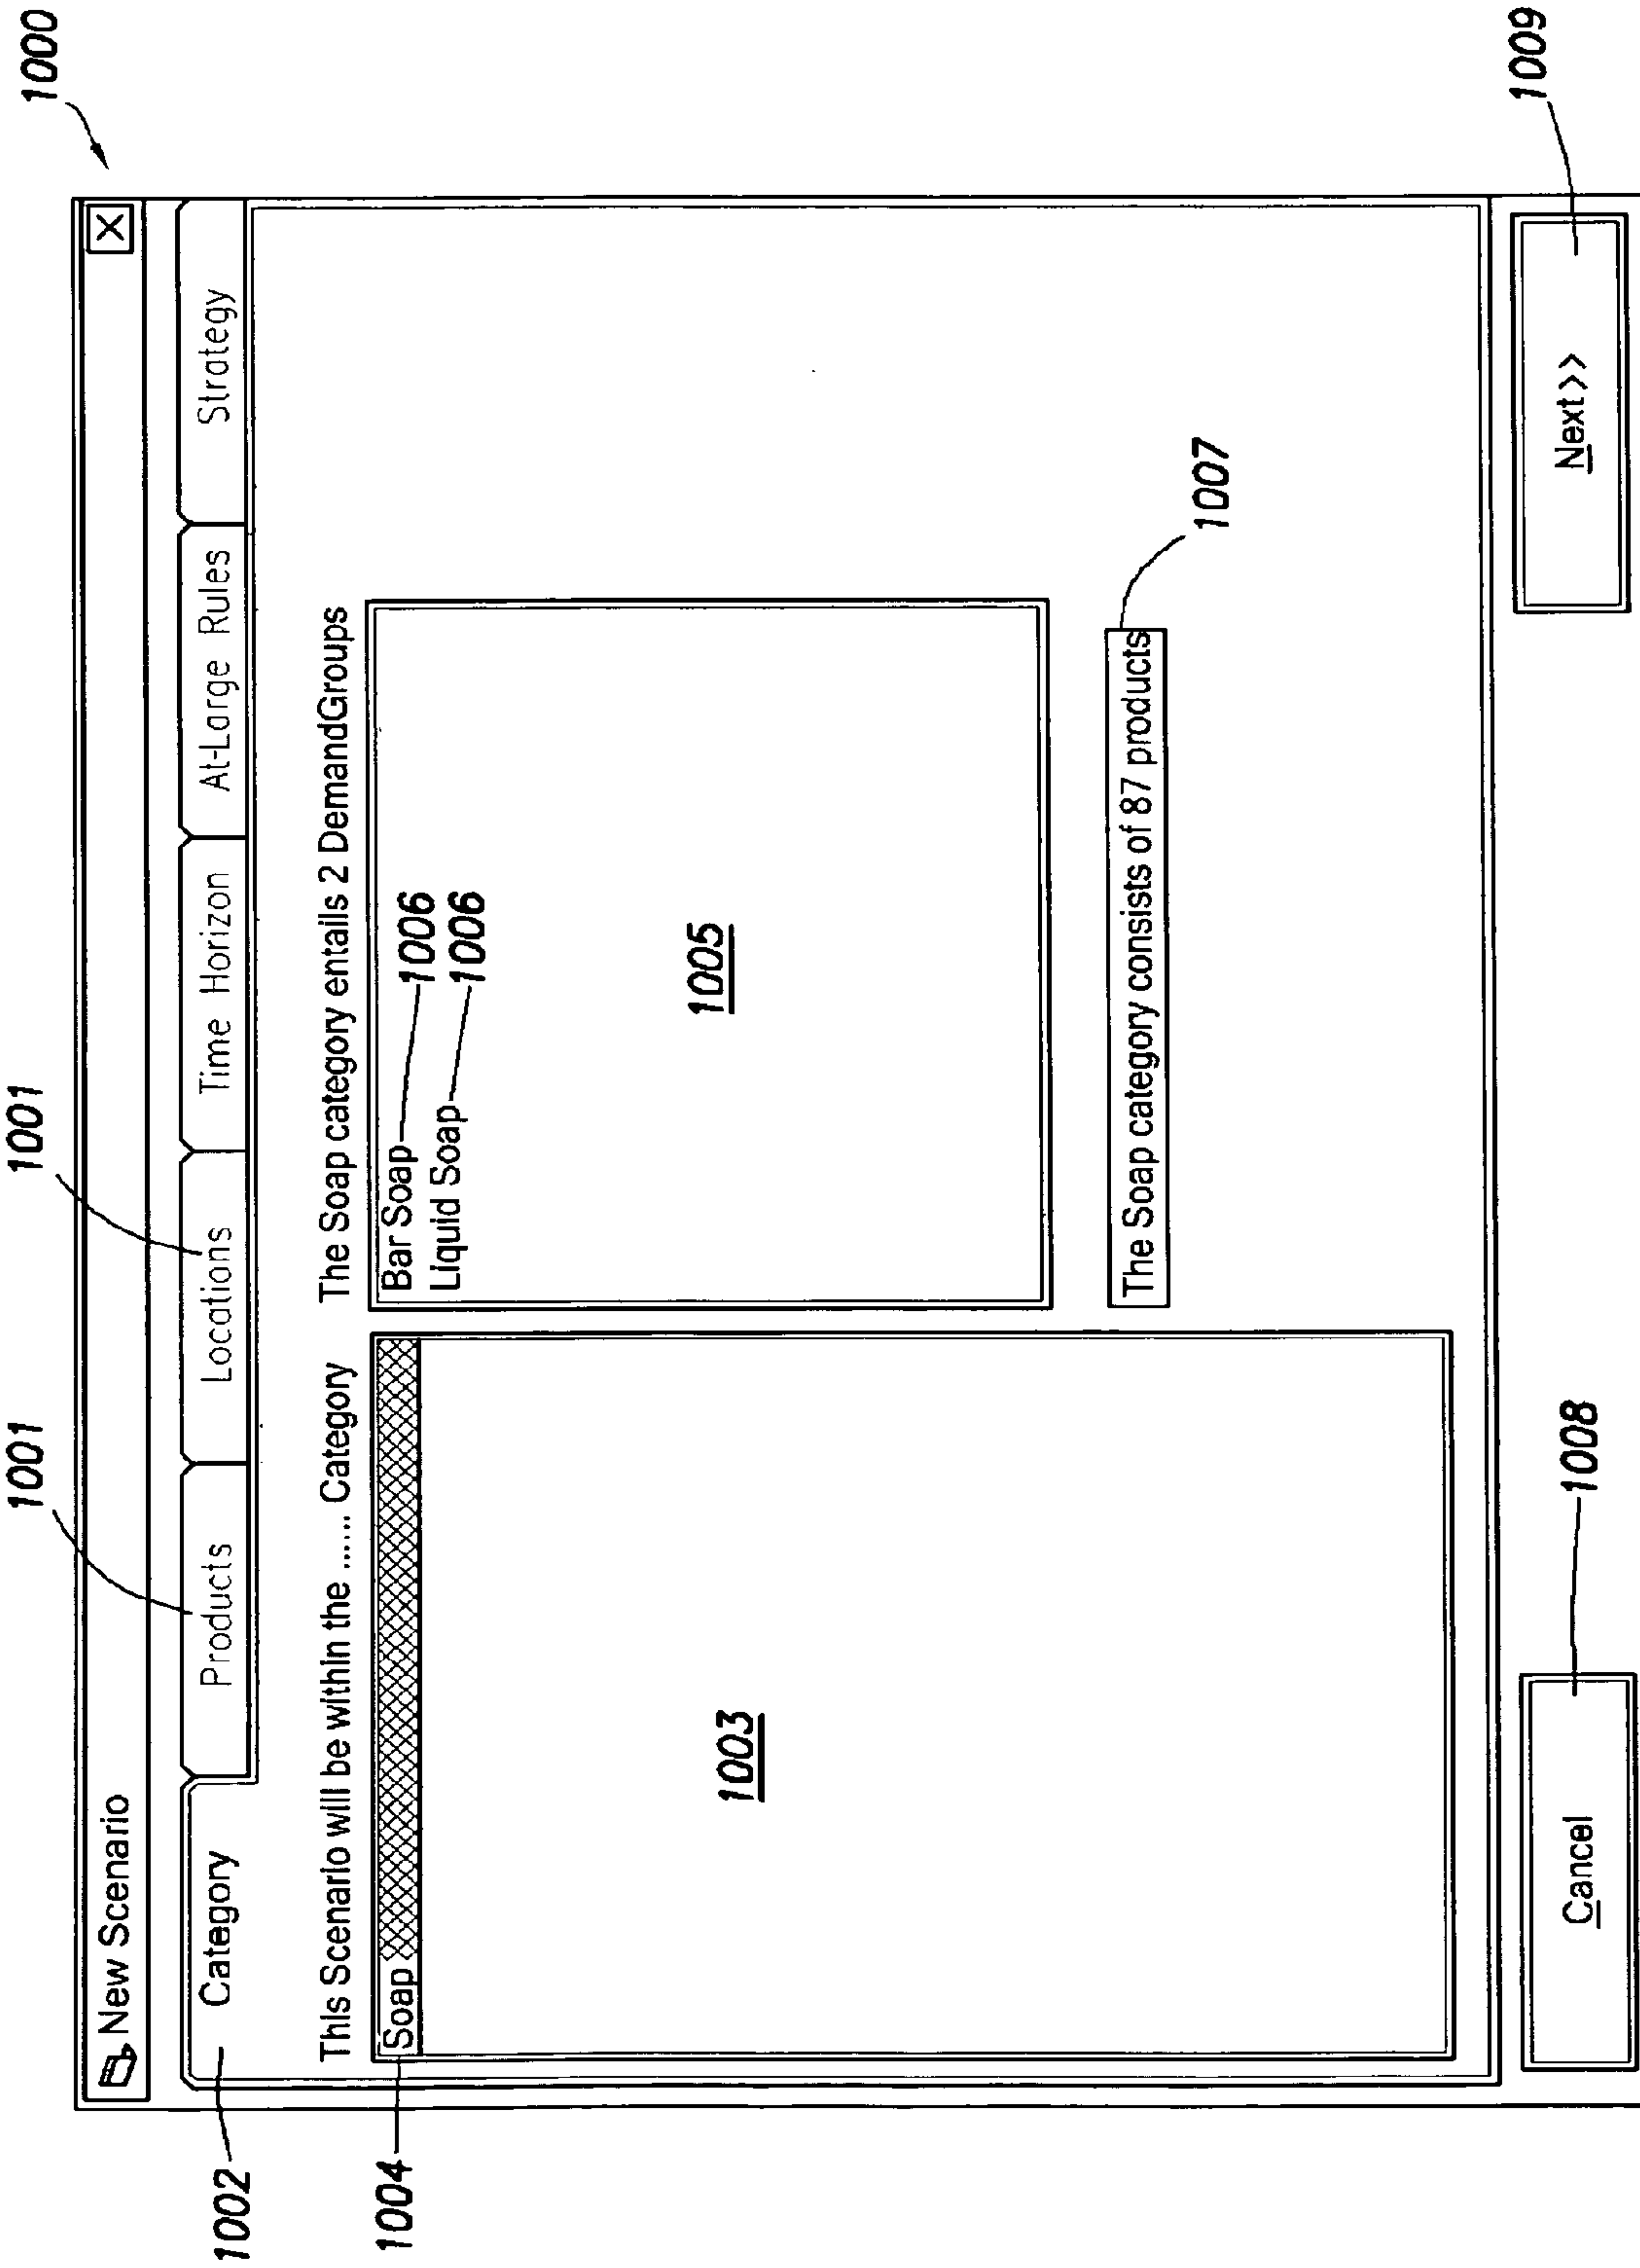 1000
1001
1001
New Scenario
X
1002
Category
Products
Locations
Time Horizon
At-Large Rules
Strategy
This Scenario will be within the ..... Category
The Soap category entails 2 DemandGroups
1004
Soap
Bar Soap
1006
Liquid Soap
1006
1003
1005
The Soap category consists of 87 products
1007
Cancel
1008
Next>>
1009